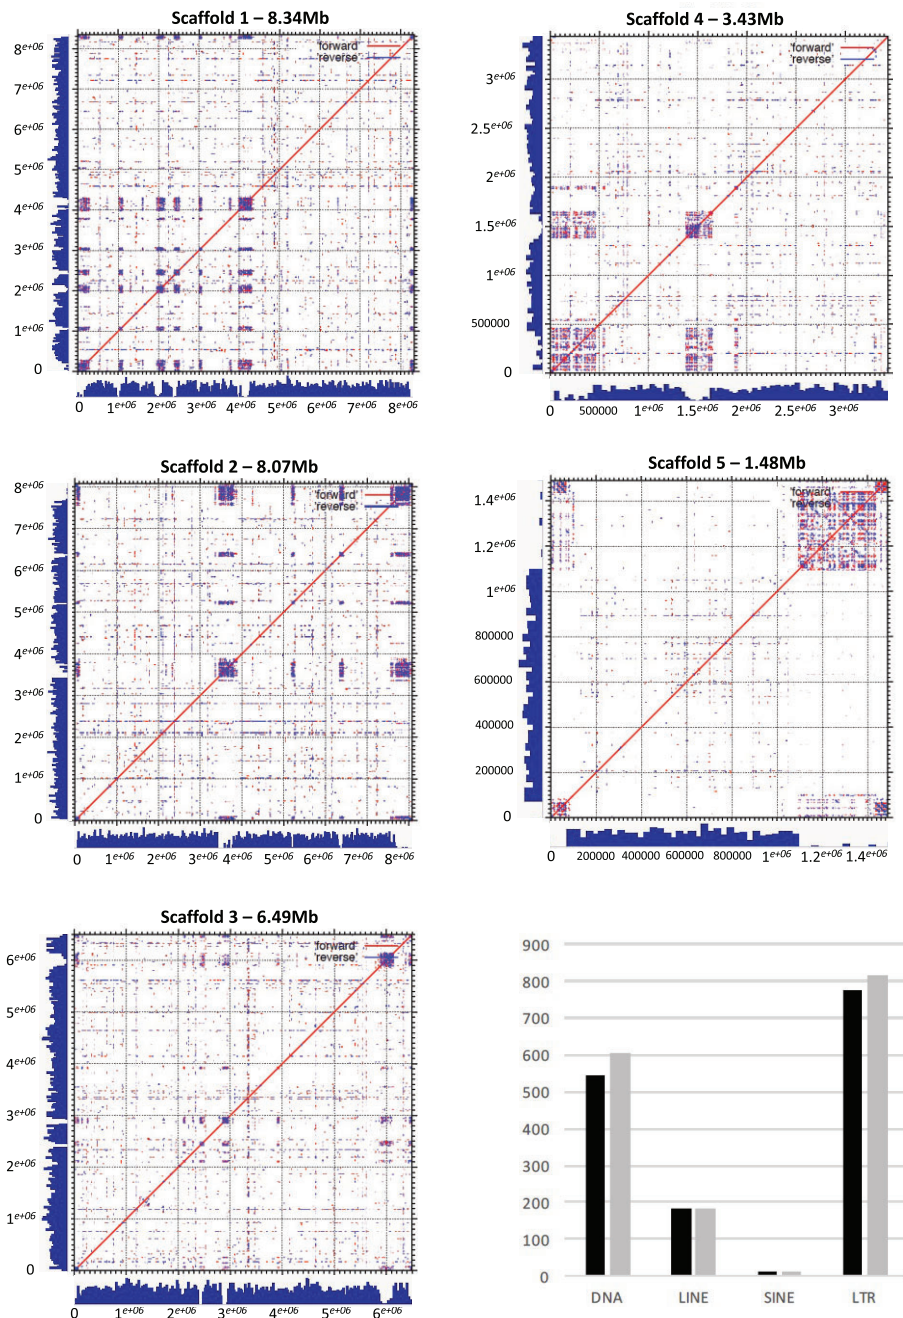 Scaffold 1 – 8.34Mb
forward
'reverse'
8e+06
7e+06
6e+06
5e+06
4e+06
3e+06
2e+06
1e+06
0
0 1e+06 2e+06 3e+06 4e+06 5e+06 6e+06 7e+06 8e+06
Scaffold 4 – 3.43Mb
forward
'reverse'
3e+06
2.5e+06
2e+06
1.5e+06
1e+06
500000
0
0 500000 1e+06 1.5e+06 2e+06 2.5e+06 3e+06
Scaffold 2 – 8.07Mb
forward
'reverse'
8e+06
7e+06
6e+06
5e+06
4e+06
3e+06
2e+06
1e+06
0
0 1e+06 2e+06 3e+06 4e+06 5e+06 6e+06 7e+06 8e+06
Scaffold 5 – 1.48Mb
forward
'reverse'
1.4e+06
1.2e+06
1e+06
800000
600000
400000
200000
0
0 200000 400000 600000 800000 1e+06 1.2e+06 1.4e+06
Scaffold 3 – 6.49Mb
forward
'reverse'
6e+06
5e+06
4e+06
3e+06
2e+06
1e+06
0
0 1e+06 2e+06 3e+06 4e+06 5e+06 6e+06
900
800
700
600
500
400
300
200
100
0
DNA LINE SINE LTR